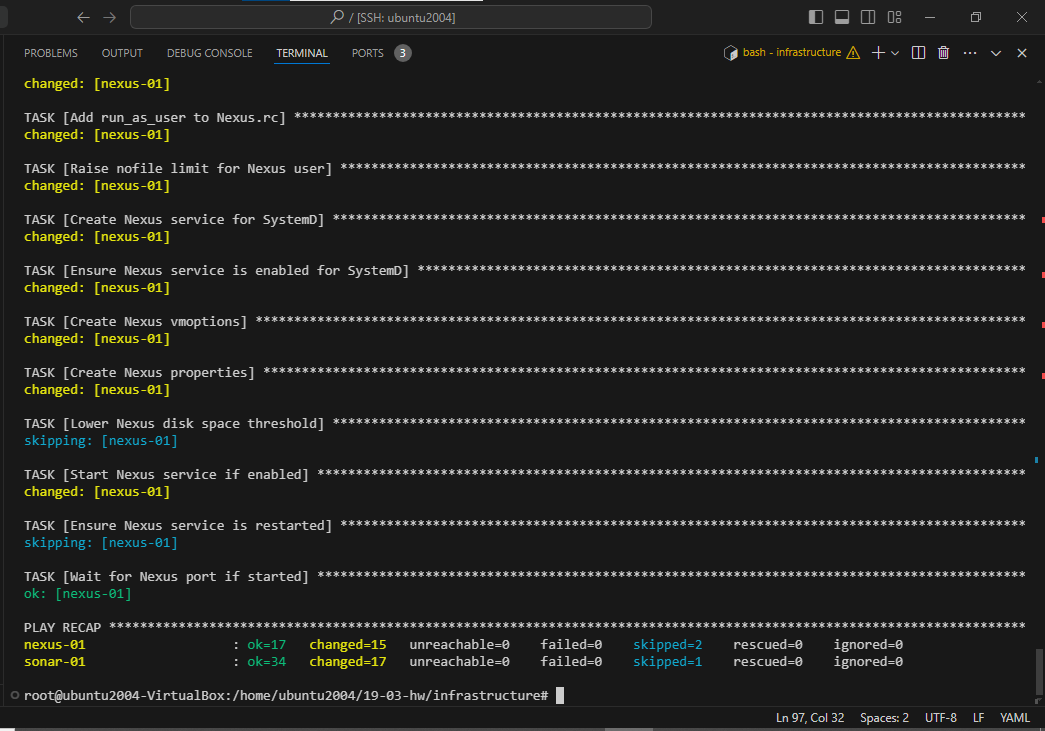 / [SSH: ubuntu2004]
PROBLEMS OUTPUT DEBUG CONSOLE TERMINAL PORTS 3 bash - infrastructure
changed: [nexus-01]
TASK [Add run_as_user to Nexus.rc] ***********************************************************************************************
changed: [nexus-01]
TASK [Raise nofile limit for Nexus user] *****************************************************************************************
changed: [nexus-01]
TASK [Create Nexus service for SystemD] ******************************************************************************************
changed: [nexus-01]
TASK [Ensure Nexus service is enabled for SystemD] *******************************************************************************
changed: [nexus-01]
TASK [Create Nexus vmoptions] ****************************************************************************************************
changed: [nexus-01]
TASK [Create Nexus properties] ***************************************************************************************************
changed: [nexus-01]
TASK [Lower Nexus disk space threshold] ******************************************************************************************
skipping: [nexus-01]
TASK [Start Nexus service if enabled] ********************************************************************************************
changed: [nexus-01]
TASK [Ensure Nexus service is restarted] *****************************************************************************************
skipping: [nexus-01]
TASK [Wait for Nexus port if started] ********************************************************************************************
ok: [nexus-01]
PLAY RECAP ***********************************************************************************************************************
nexus-01 : ok=17 changed=15 unreachable=0 failed=0 skipped=2 rescued=0 ignored=0
sonar-01 : ok=34 changed=17 unreachable=0 failed=0 skipped=1 rescued=0 ignored=0
root@ubuntu2004-VirtualBox:/home/ubuntu2004/19-03-hw/infrastructure#
Ln 97, Col 32 Spaces: 2 UTF-8 LF YAML